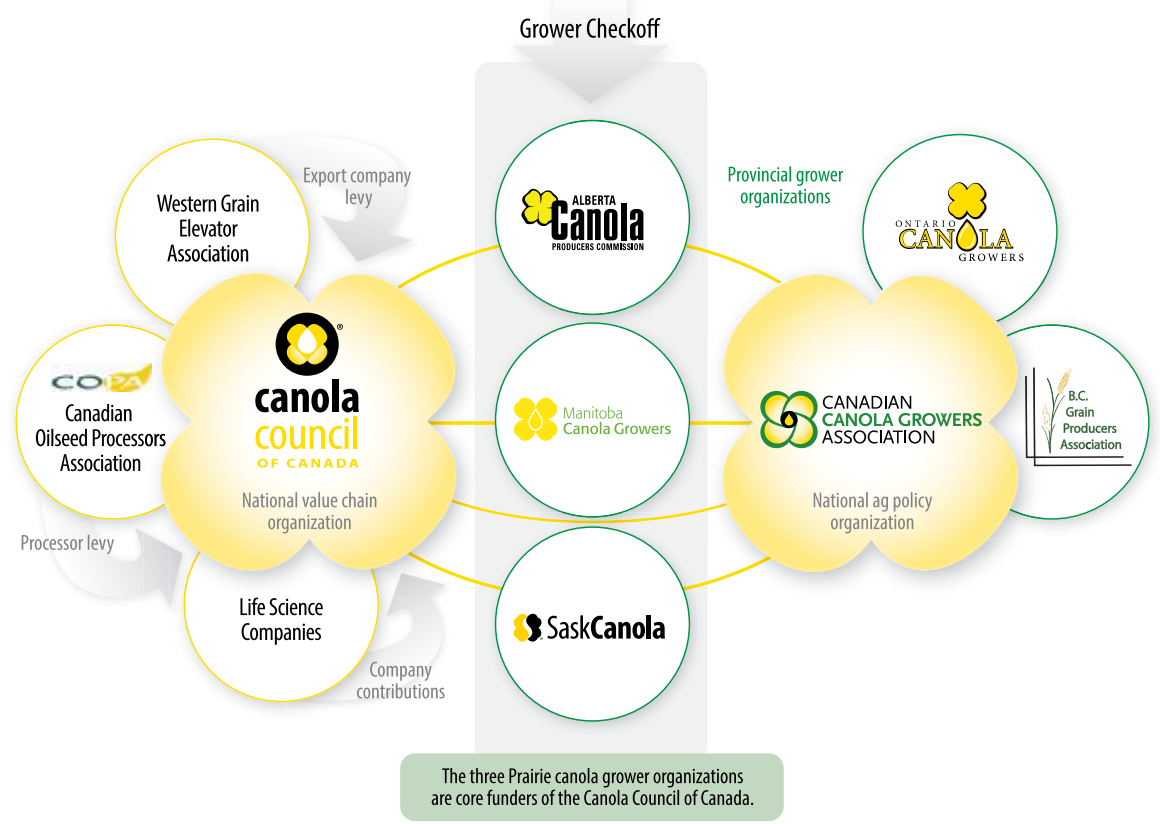 Grower Checkoff
Western Grain
Elevator
Association
Export company
levy
ALBERTA
Canola
PRODUCERS COMMISSION
Provincial grower
organizations
ONTARIO
CANOLA
GROWERS
COPA
Canadian
Oilseed Processors
Association
®
canola
council
OF CANADA
National value chain
organization
Manitoba
Canola Growers
CANADIAN
CANOLA GROWERS
ASSOCIATION
National ag policy
organization
B.C.
Grain
Producers
Association
Processor levy
Life Science
Companies
Company
contributions
SaskCanola
The three Prairie canola grower organizations
are core funders of the Canola Council of Canada.